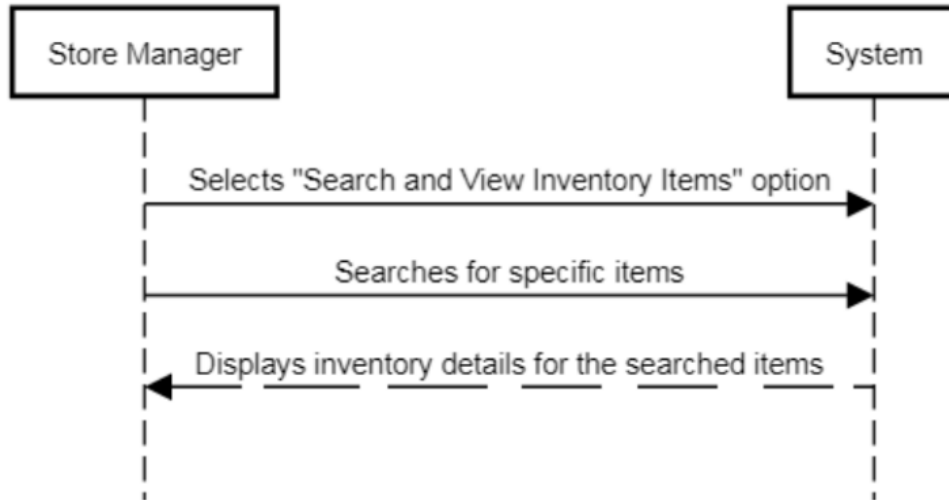 Store Manager
System
Selects "Search and View Inventory Items" option
Searches for specific items
Displays inventory details for the searched items